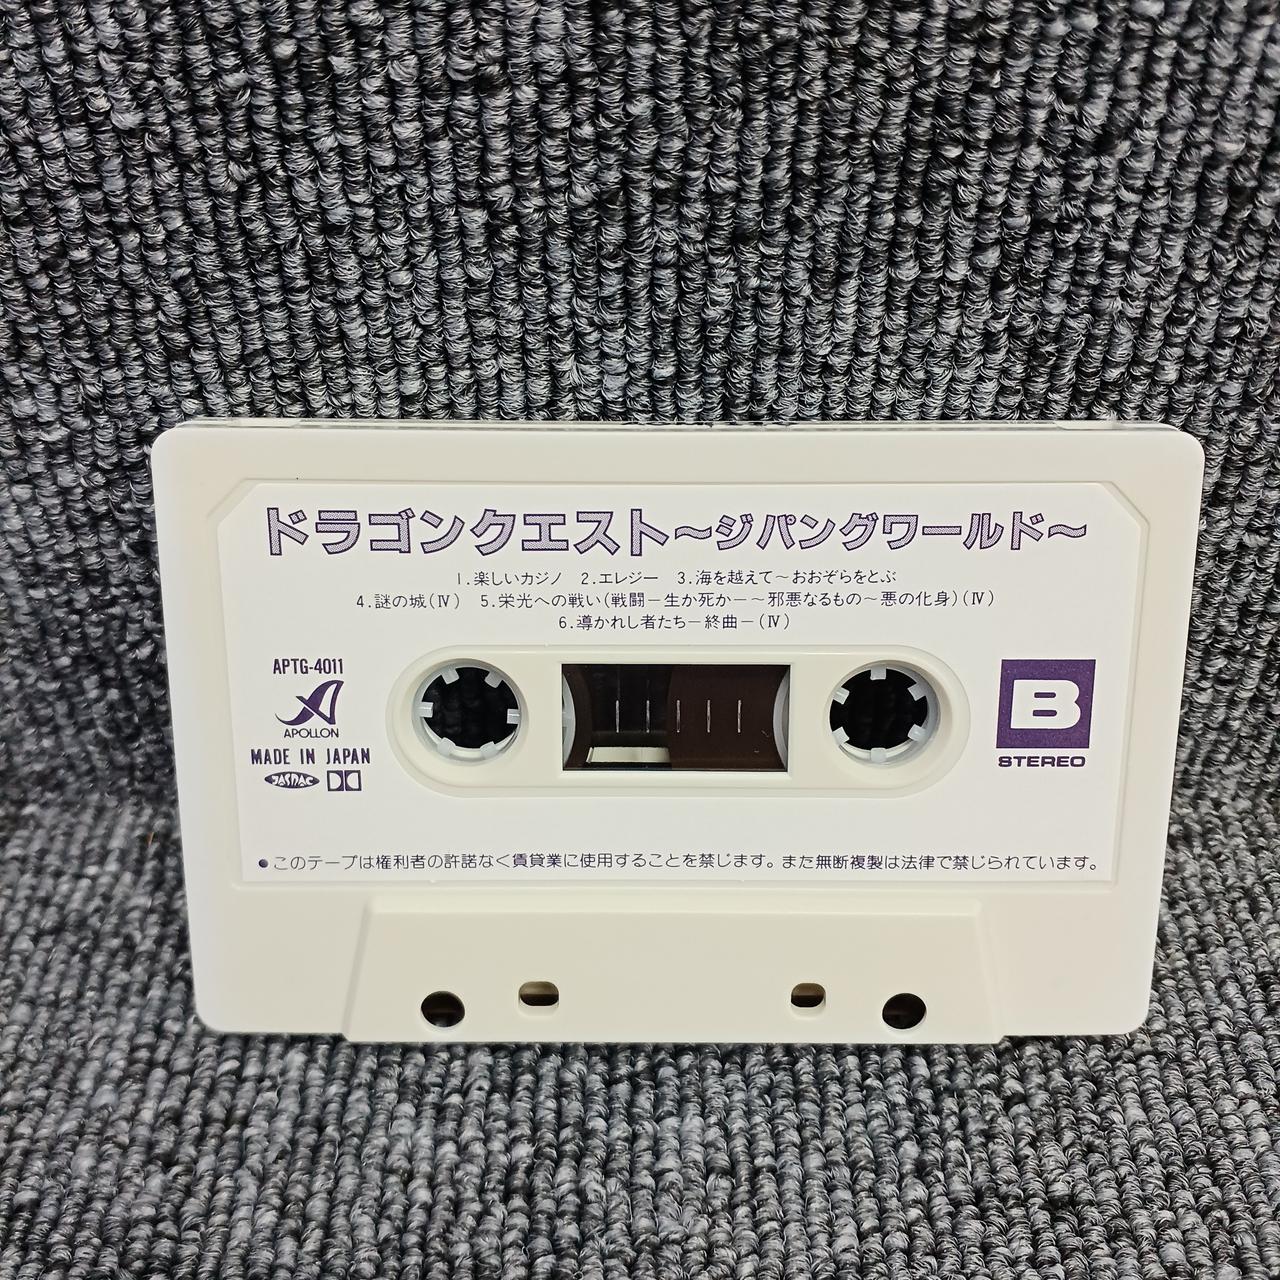 ドラゴンクエスト〜ジパングワールド〜
1.楽しいカジノ 2.エレジー 3.海を越えて〜おおぞらをとぶ
4.謎の城(Ⅳ) 5.栄光への戦い(戦闘ー生か死かー〜邪悪なるもの〜悪の化身)(Ⅳ)
6.導かれし者たちー終曲ー(Ⅳ)
APTG-4011
APOLLON
MADE IN JAPAN
JASRAC
B
STEREO
●このテープは権利者の許諾なく賃貸業に使用することを禁じます。また無断複製は法律で禁じられています。